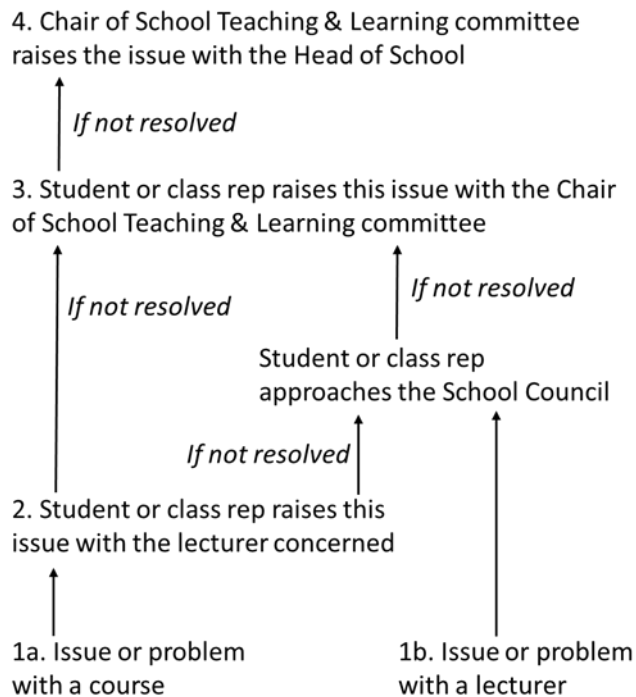 4. Chair of School Teaching & Learning committee
raises the issue with the Head of School
If not resolved
3. Student or class rep raises this issue with the Chair
of School Teaching & Learning committee
If not resolved
If not resolved
Student or class rep
approaches the School Council
If not resolved
2. Student or class rep raises this
issue with the lecturer concerned
1a. Issue or problem
with a course
1b. Issue or problem
with a lecturer